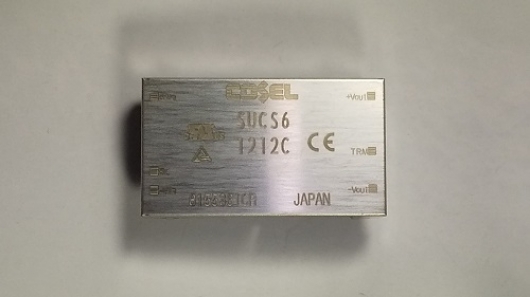 COSEL
+Vout
SUCS6
1212C
CE
TRM
-Vout
JAPAN